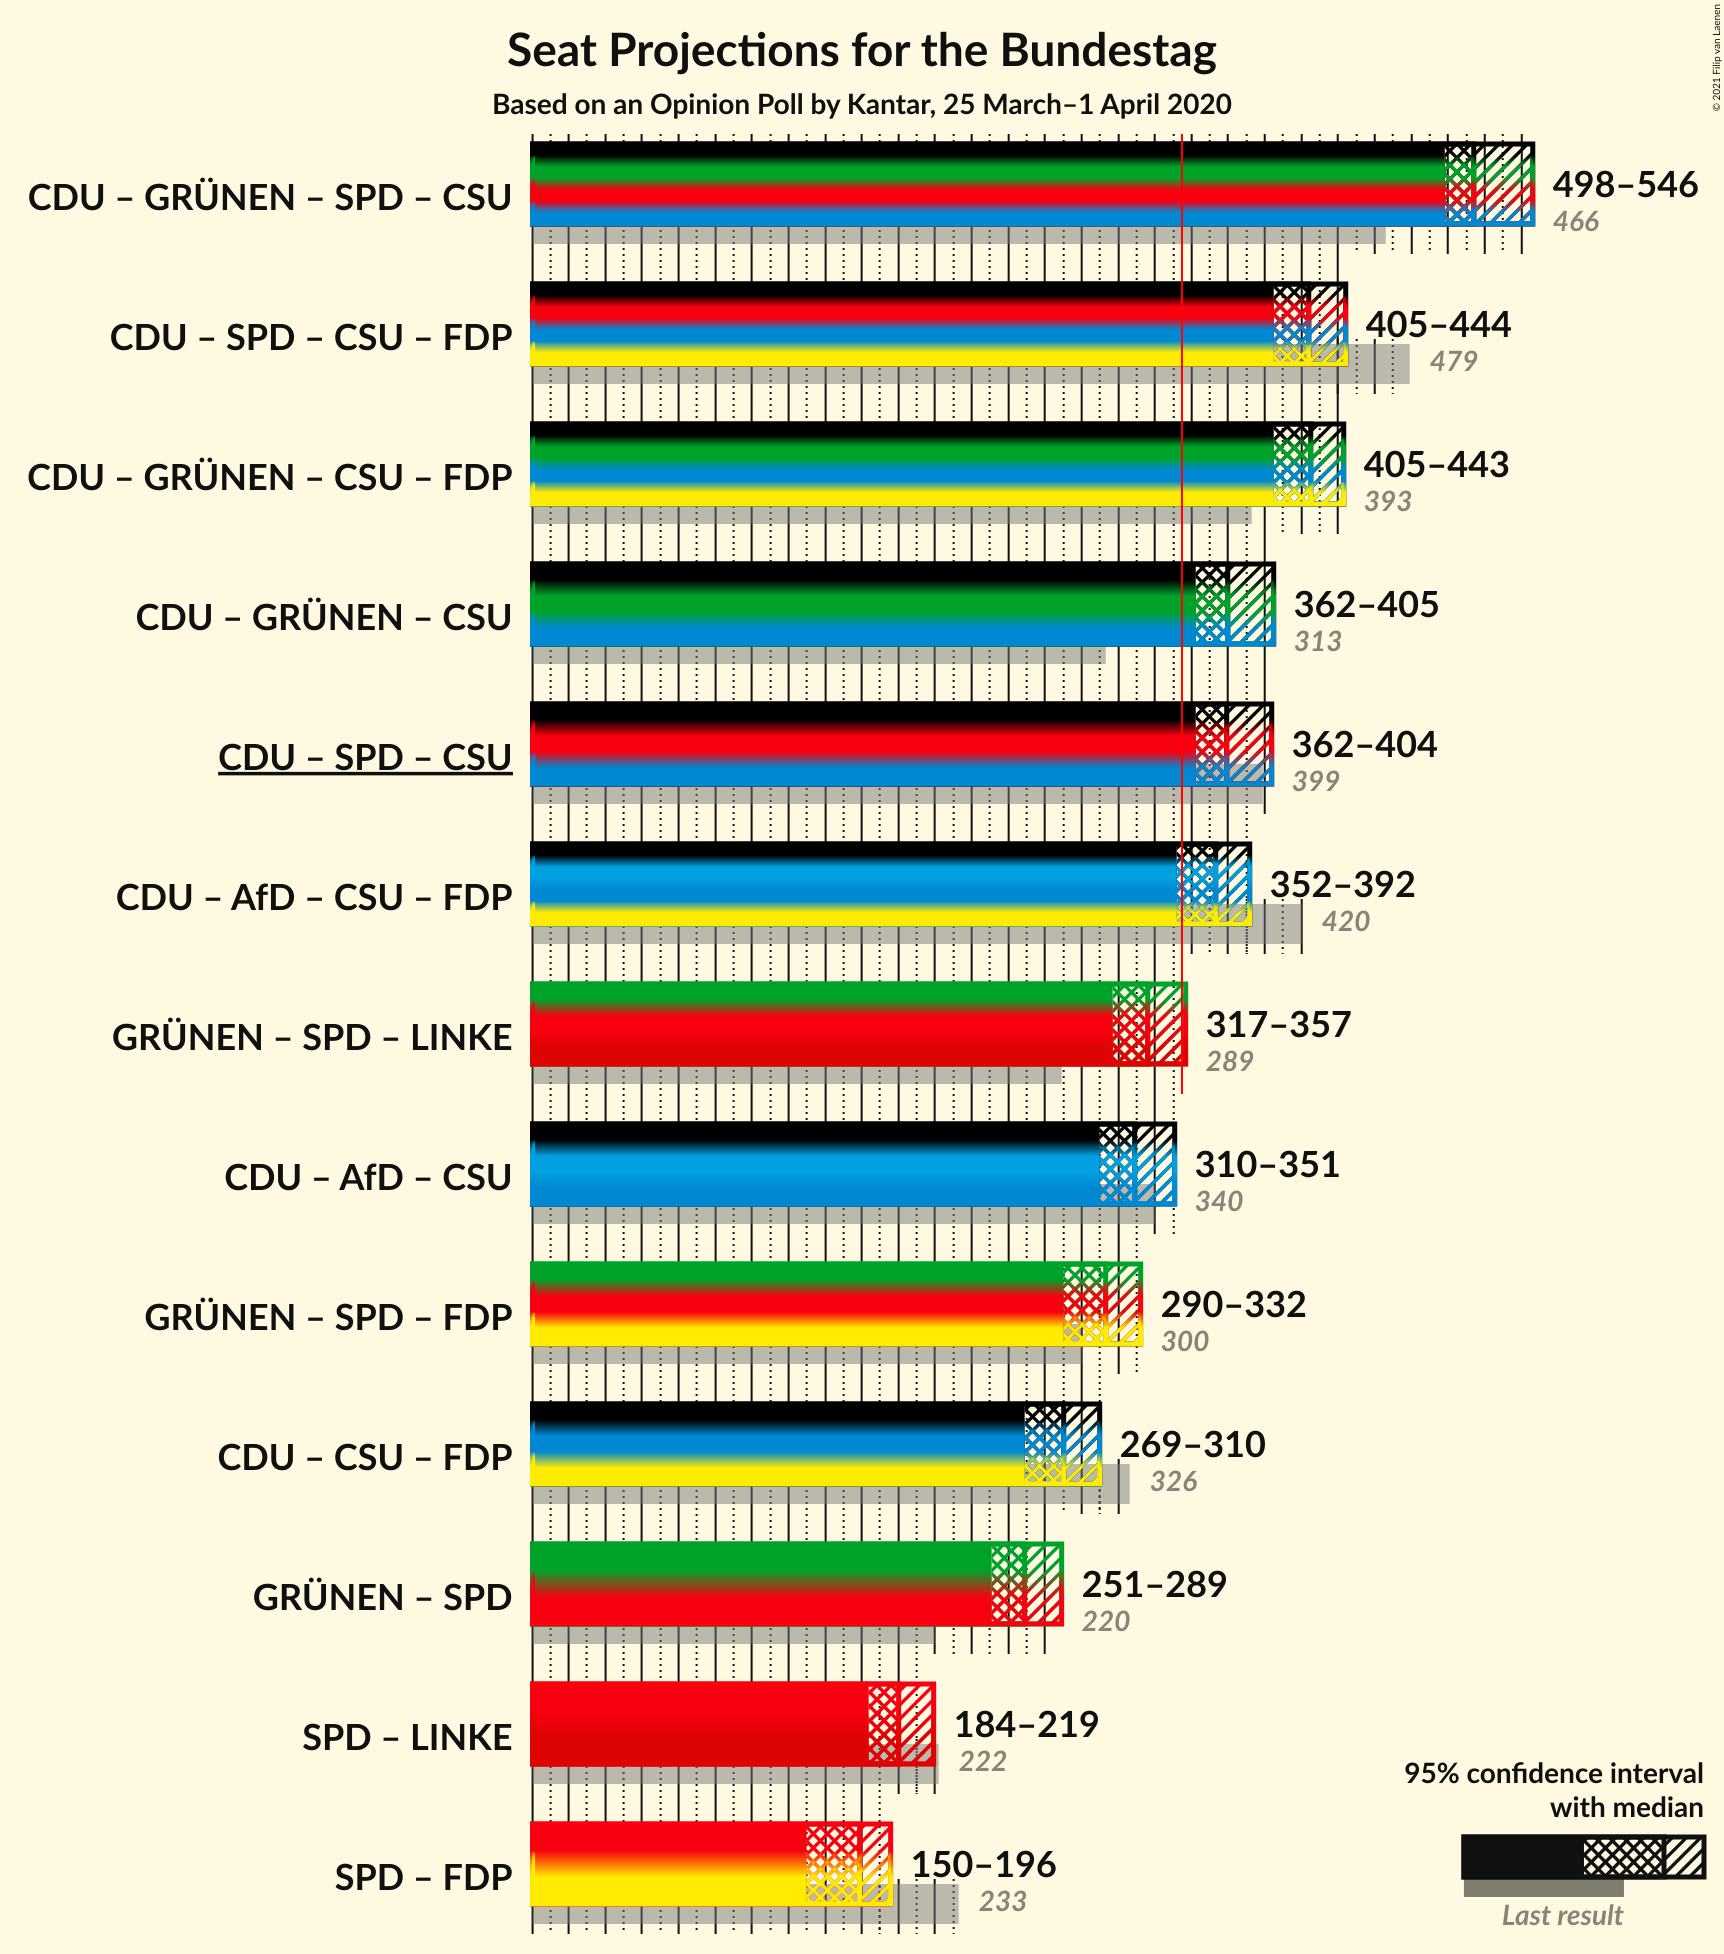 Seat Projections for the Bundestag
Based on an Opinion Poll by Kantar, 25 March–1 April 2020
© 2021 Filip van Laenen
CDU – GRÜNEN – SPD – CSU
498–546
466
CDU – SPD – CSU – FDP
405–444
479
CDU – GRÜNEN – CSU – FDP
405–443
393
CDU – GRÜNEN – CSU
362–405
313
CDU – SPD – CSU
362–404
399
CDU – AfD – CSU – FDP
352–392
420
GRÜNEN – SPD – LINKE
317–357
289
CDU – AfD – CSU
310–351
340
GRÜNEN – SPD – FDP
290–332
300
CDU – CSU – FDP
269–310
326
GRÜNEN – SPD
251–289
220
SPD – LINKE
184–219
222
SPD – FDP
150–196
233
95% confidence interval
with median
Last result